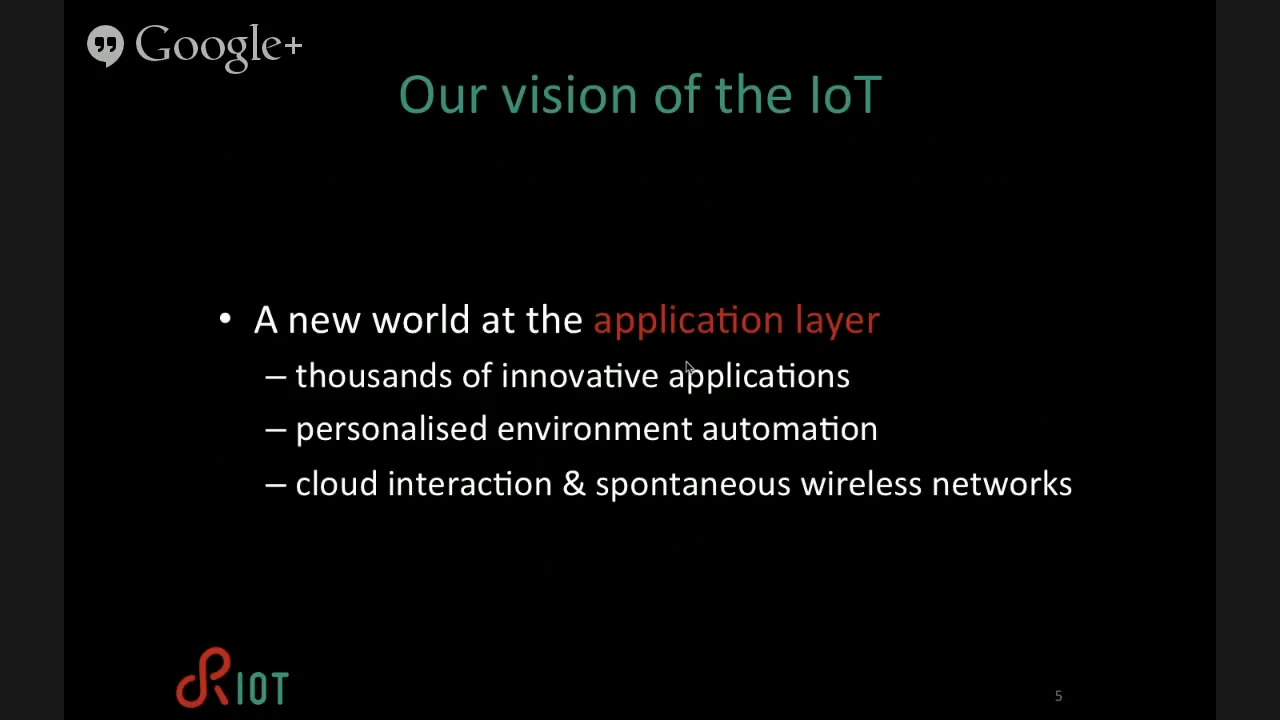 Google+
Our vision of the IoT
• A new world at the application layer
– thousands of innovative applications
– personalised environment automation
– cloud interaction & spontaneous wireless networks
RIOT
5